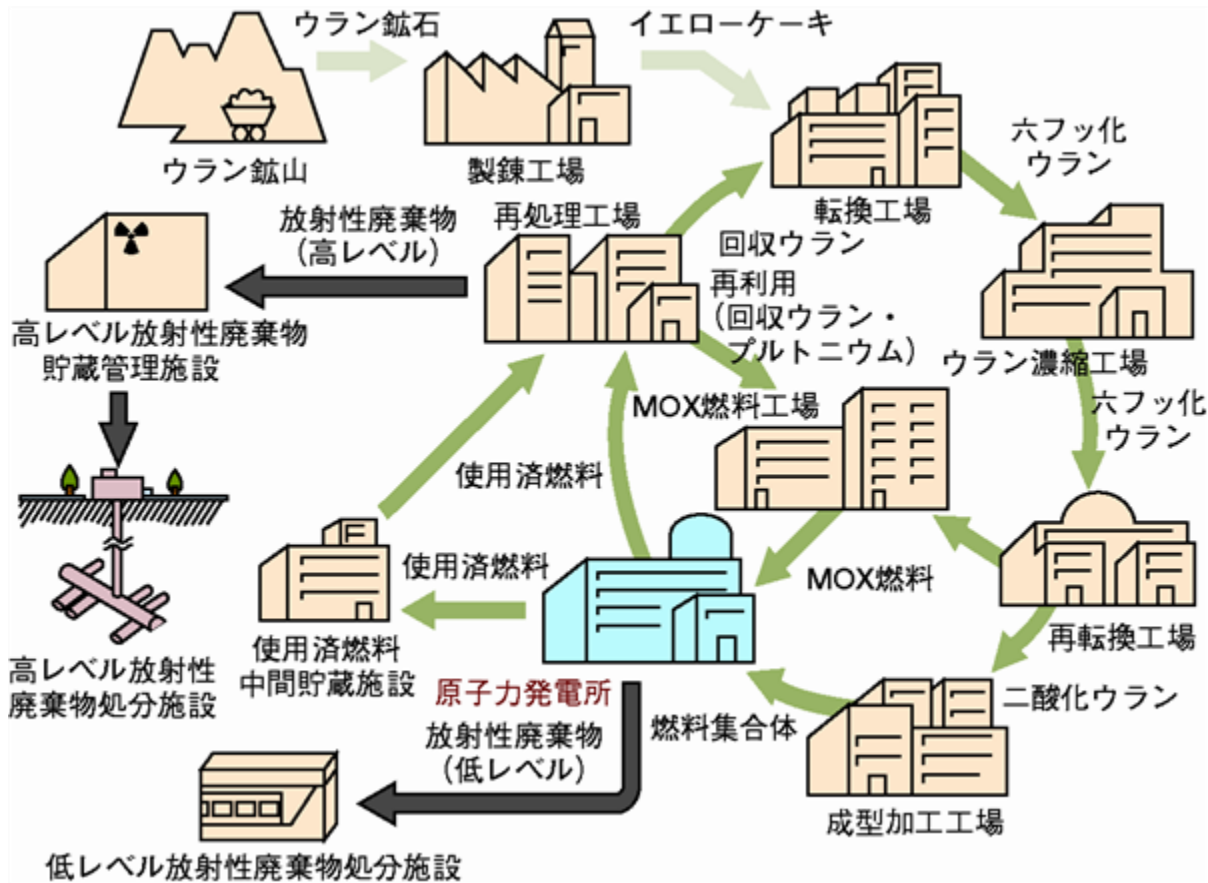 ウラン鉱石
イエローケーキ
ウラン鉱山
製錬工場
転換工場
六フッ化
ウラン
放射性廃棄物
(高レベル)
再処理工場
回収ウラン
再利用
(回収ウラン・
プルトニウム)
高レベル放射性廃棄物
貯蔵管理施設
ウラン濃縮工場
六フッ化
ウラン
MOX燃料工場
使用済燃料
使用済燃料
MOX燃料
再転換工場
高レベル放射性
廃棄物処分施設
使用済燃料
中間貯蔵施設
原子力発電所
放射性廃棄物
(低レベル)
燃料集合体
二酸化ウラン
成型加工工場
低レベル放射性廃棄物処分施設